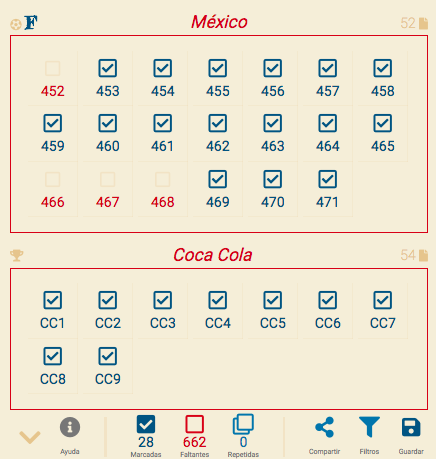 F México 52
452 453 454 455 456 457 458
459 460 461 462 463 464 465
466 467 468 469 470 471
Coca Cola 54
CC1 CC2 CC3 CC4 CC5 CC6 CC7
CC8 CC9
28 662 0
Ayuda Marcadas Faltantes Repetidas Compartir Filtros Guardar